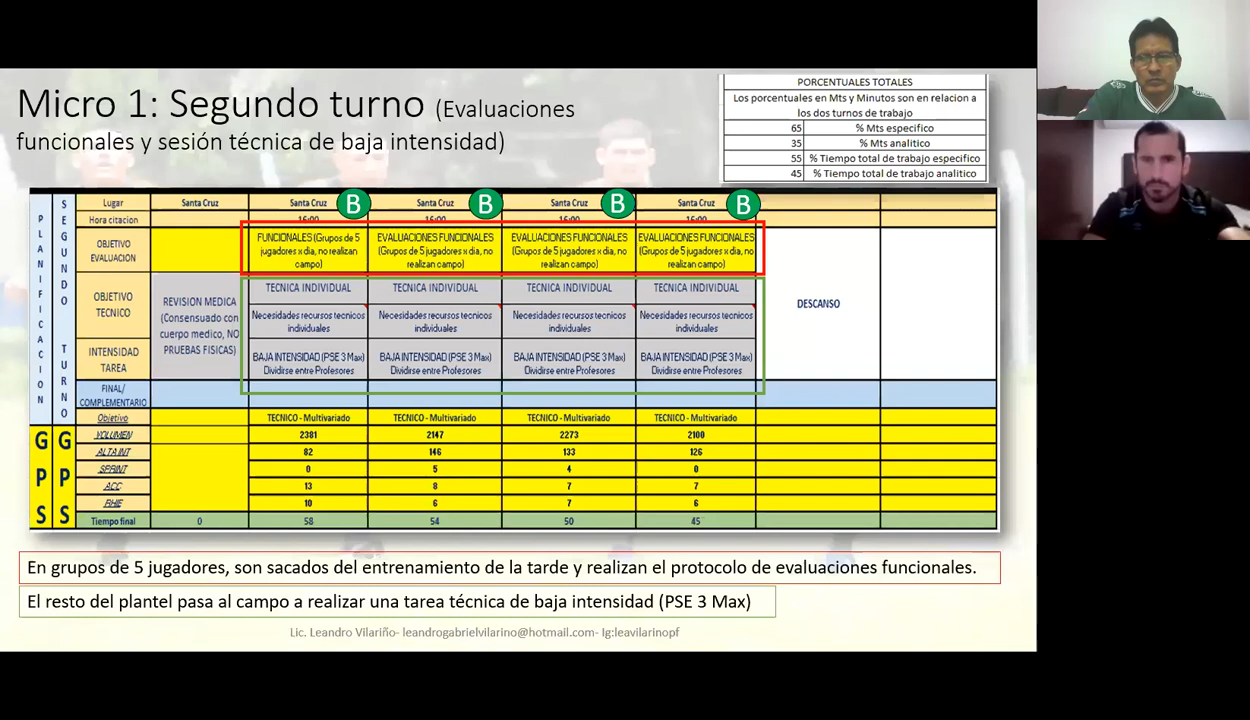 Micro 1: Segundo turno (Evaluaciones
funcionales y sesión técnica de baja intensidad)
PORCENTUALES TOTALES
Los porcentuales en Mts y Minutos son en relacion a
los dos turnos de trabajo
65 % Mts especifico
35 % Mts analitico
55 % Tiempo total de trabajo especifico
45 % Tiempo total de trabajo analitico
B B B B
PLANIFICACION
SEGUNDO TURNO
Lugar Santa Cruz Santa Cruz Santa Cruz Santa Cruz Santa Cruz
Hora citacion 16:00 16:00 16:00 16:00
OBJETIVO
EVALUACION
FUNCIONALES (Grupos de 5
jugadores x dia, no realizan
campo)
EVALUACIONES FUNCIONALES
(Grupos de 5 jugadores x dia, no
realizan campo)
EVALUACIONES FUNCIONALES
(Grupos de 5 jugadores x dia, no
realizan campo)
EVALUACIONES FUNCIONALES
(Grupos de 5 jugadores x dia, no
realizan campo)
OBJETIVO
TECNICO
REVISION MEDICA
(Consensuado con
cuerpo medico, NO
PRUEBAS FISICAS)
TECNICA INDIVIDUAL TECNICA INDIVIDUAL TECNICA INDIVIDUAL TECNICA INDIVIDUAL
Necesidades recursos tecnicos
individuales
Necesidades recursos tecnicos
individuales
Necesidades recursos tecnicos
individuales
Necesidades recursos tecnicos
individuales
DESCANSO
INTENSIDAD
TAREA
BAJA INTENSIDAD (PSE 3 Max)
Dividirse entre Profesores
BAJA INTENSIDAD (PSE 3 Max)
Dividirse entre Profesores
BAJA INTENSIDAD (PSE 3 Max)
Dividirse entre Profesores
BAJA INTENSIDAD (PSE 3 Max)
Dividirse entre Profesores
FINAL/
COMPLEMENTARIO
Objetivo TECNICO - Multivariado TECNICO - Multivariado TECNICO - Multivariado TECNICO - Multivariado
GPS
GPS
VOLUMEN 2381 2147 2273 2100
ALTA INT 82 146 133 126
SPRINT 0 5 4 0
ACC 13 8 7 7
RHIE 10 6 7 6
Tiempo final 0 58 54 50 45
En grupos de 5 jugadores, son sacados del entrenamiento de la tarde y realizan el protocolo de evaluaciones funcionales.
El resto del plantel pasa al campo a realizar una tarea técnica de baja intensidad (PSE 3 Max)
Lic. Leandro Vilariño- leandrogabrielvilarino@hotmail.com- Ig:leavilarinopf